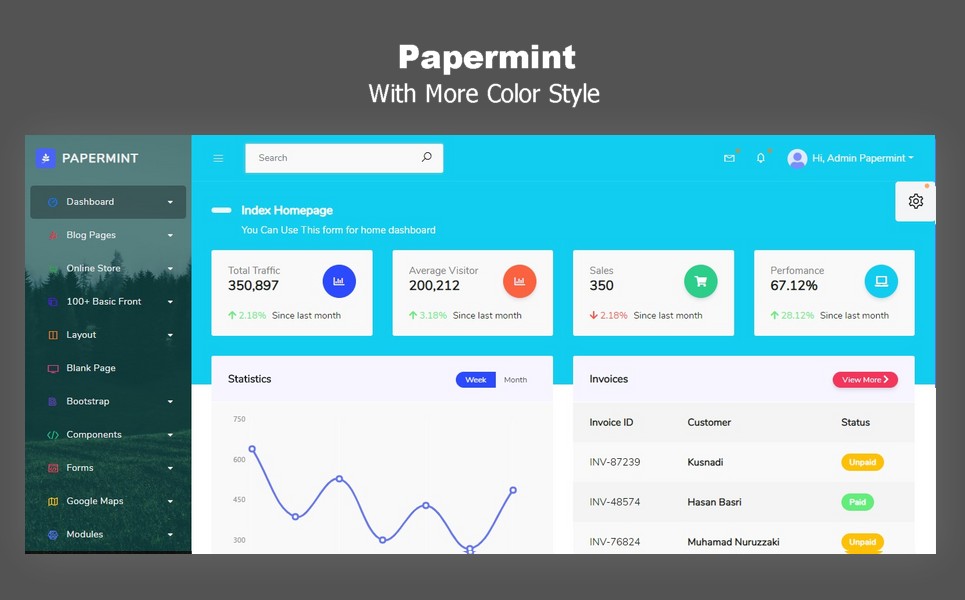 Papermint
With More Color Style
PAPERMINT
Search
Hi, Admin Papermint
Dashboard
Blog Pages
Online Store
100+ Basic Front
Layout
Blank Page
Bootstrap
Components
Forms
Google Maps
Modules
Index Homepage
You Can Use This form for home dashboard
Total Traffic
350,897
2.18% Since last month
Average Visitor
200,212
3.18% Since last month
Sales
350
2.18% Since last month
Perfomance
67.12%
28.12% Since last month
Statistics
Week Month
750
600
450
300
Invoices
View More
Invoice ID Customer Status
INV-87239 Kusnadi Unpaid
INV-48574 Hasan Basri Paid
INV-76824 Muhamad Nuruzzaki Unpaid